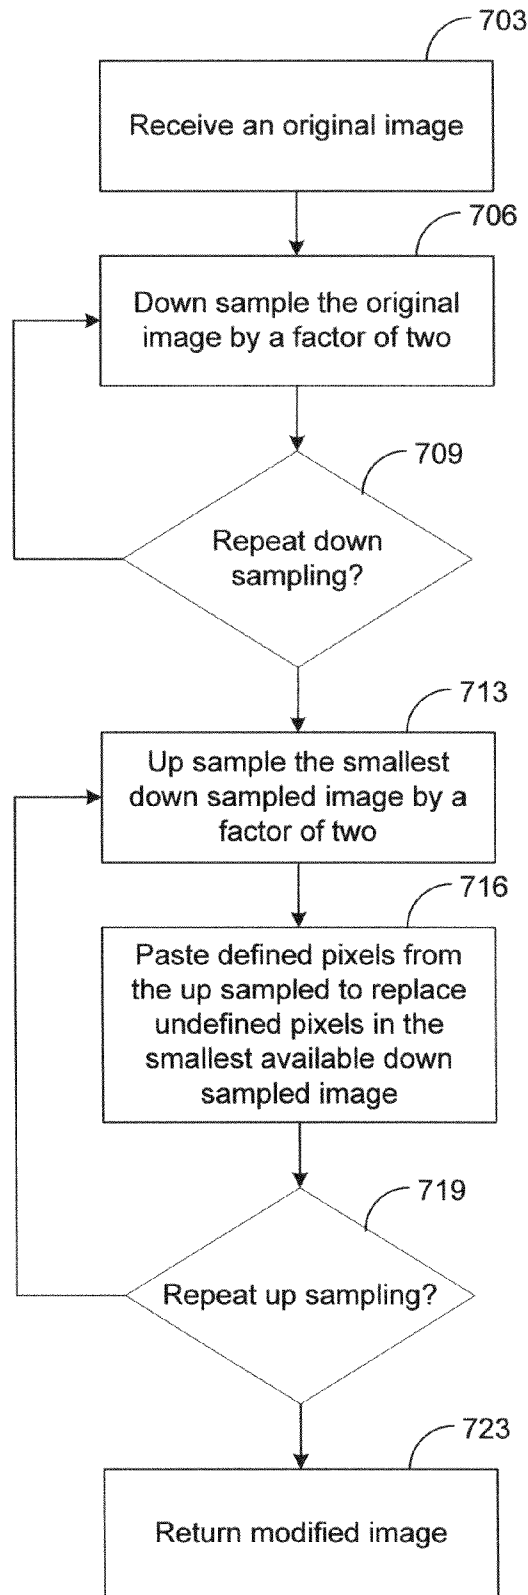 703
Receive an original image
706
Down sample the original
image by a factor of two
709
Repeat down
sampling?
713
Up sample the smallest
down sampled image by a
factor of two
716
Paste defined pixels from
the up sampled to replace
undefined pixels in the
smallest available down
sampled image
719
Repeat up sampling?
723
Return modified image